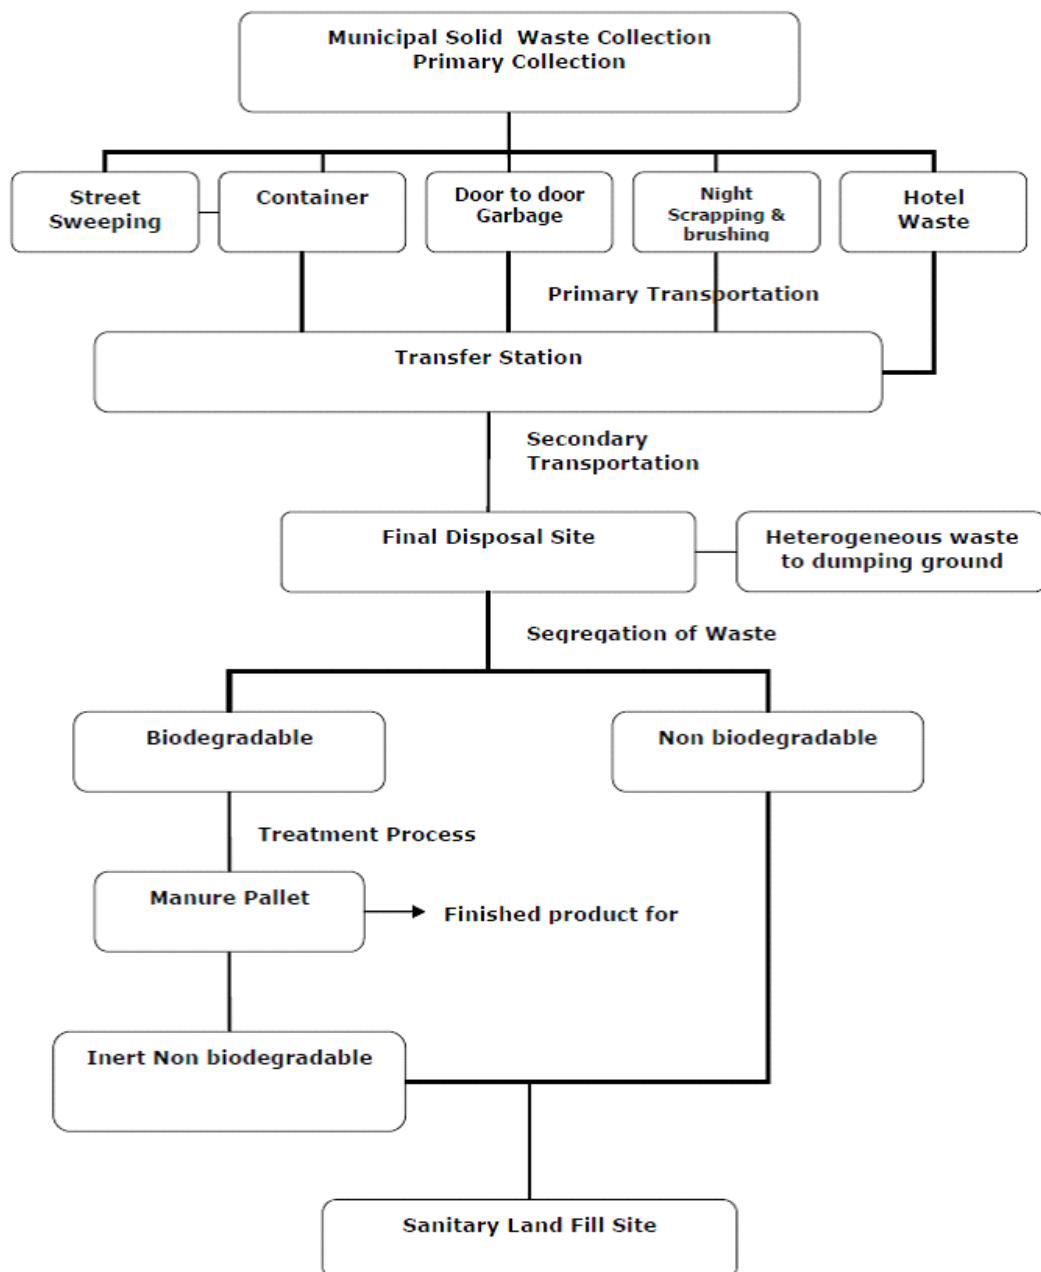 Municipal Solid Waste Collection
Primary Collection
Street
Sweeping
Container
Door to door
Garbage
Night
Scrapping &
brushing
Hotel
Waste
Primary Transportation
Transfer Station
Secondary
Transportation
Final Disposal Site
Heterogeneous waste
to dumping ground
Segregation of Waste
Biodegradable
Non biodegradable
Treatment Process
Manure Pallet
Finished product for
Inert Non biodegradable
Sanitary Land Fill Site